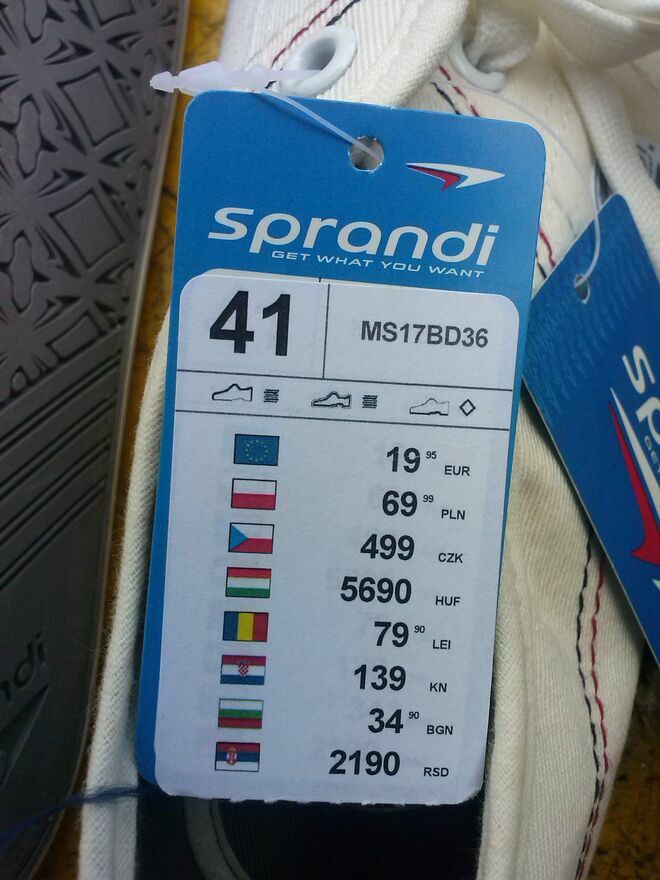 sprandi
GET WHAT YOU WANT
41 MS17BD36
19 95 EUR
69 99 PLN
499 CZK
5690 HUF
79 90 LEI
139 KN
34 90 BGN
2190 RSD